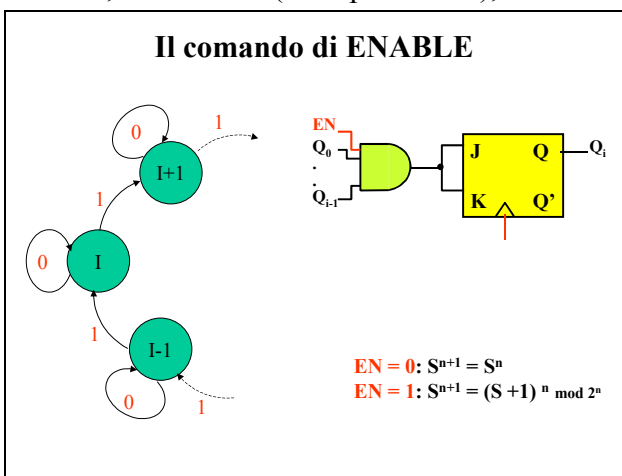 Il comando di ENABLE
0
1
I+1
1
0
I
1
I-1
0
1
EN
Q₀
.
.
Qᵢ₋₁
J Q
K Q’
Qᵢ
EN = 0: Sⁿ⁺¹ = Sⁿ
EN = 1: Sⁿ⁺¹ = (S +1) ⁿ mod 2ⁿ